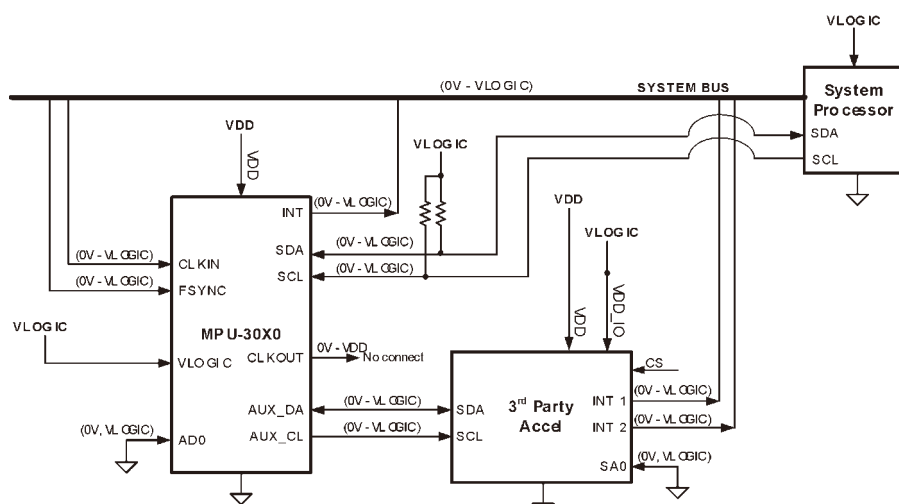 VLOGIC
(0V - VLOGIC)
SYSTEM BUS
System
Processor
SDA
SCL
VDD
VDD
VLOGIC
INT
(0V - VLOGIC)
SDA
(0V - VLOGIC)
SCL
(0V - VLOGIC)
(0V - VLOGIC)
CLKIN
(0V - VLOGIC)
FSYNC
MPU-30X0
VLOGIC
VLOGIC
CLKOUT
0V - VDD
No connect
AUX_DA
(0V - VLOGIC)
AUX_CL
(0V - VLOGIC)
(0V, VLOGIC)
AD0
VDD
VLOGIC
VDD
VDD_IO
CS
3rd Party
Accel
SDA
SCL
INT 1
(0V - VLOGIC)
INT 2
(0V - VLOGIC)
SA0
(0V, VLOGIC)